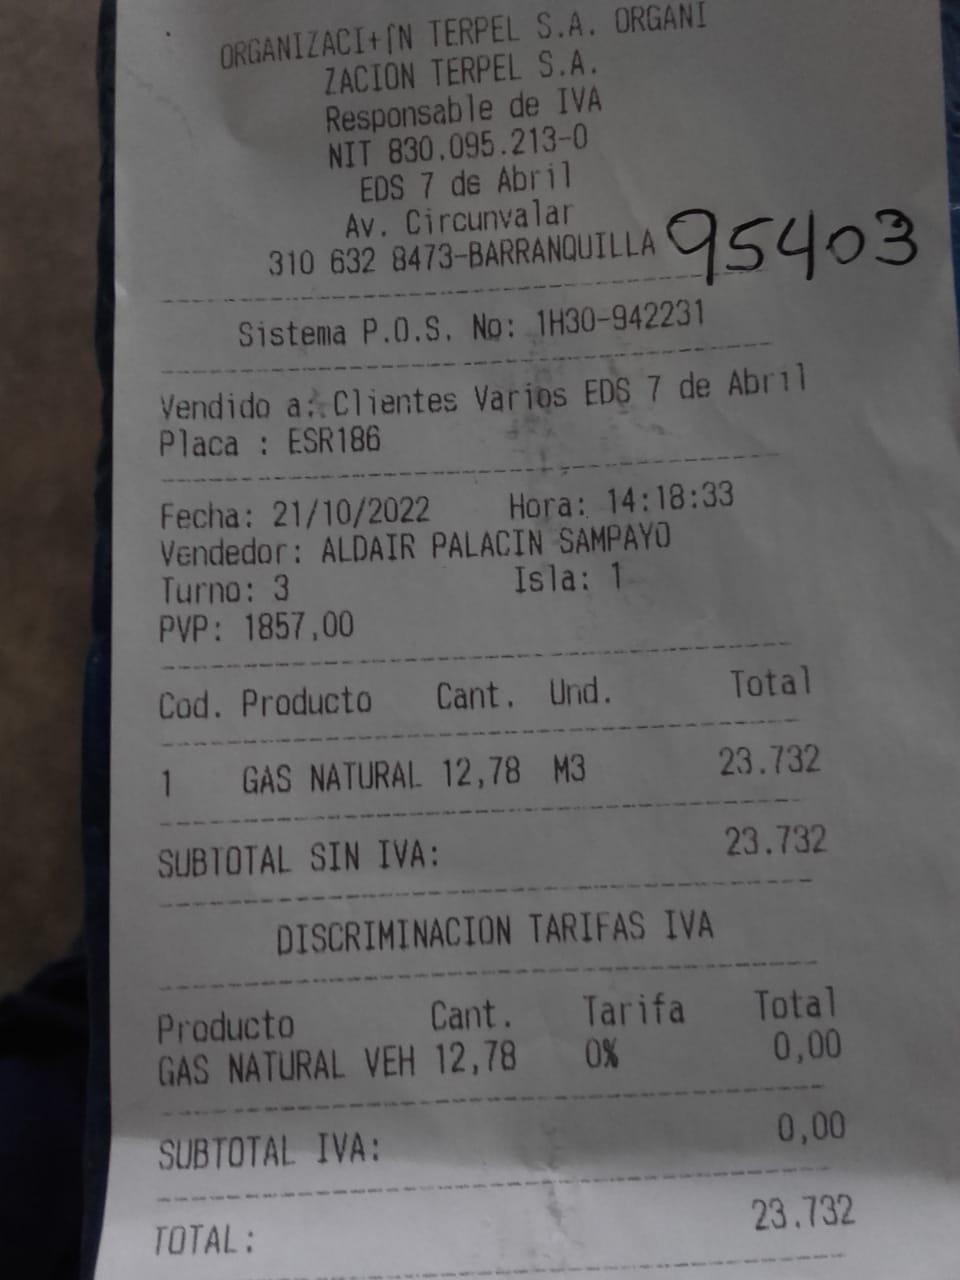 ORGANIZACI+⌠N TERPEL S.A. ORGANI
ZACION TERPEL S.A.
Responsable de IVA
NIT 830.095.213-0
EDS 7 de Abril
Av. Circunvalar
310 632 8473-BARRANQUILLA 95403
Sistema P.O.S. No: 1H30-942231
Vendido a: Clientes Varios EDS 7 de Abril
Placa : ESR186
Fecha: 21/10/2022 Hora: 14:18:33
Vendedor: ALDAIR PALACIN SAMPAYO
Turno: 3 Isla: 1
PVP: 1857,00
Cod. Producto Cant. Und. Total
1 GAS NATURAL 12,78 M3 23.732
SUBTOTAL SIN IVA: 23.732
DISCRIMINACION TARIFAS IVA
Producto Cant. Tarifa Total
GAS NATURAL VEH 12,78 0% 0,00
SUBTOTAL IVA: 0,00
TOTAL: 23.732